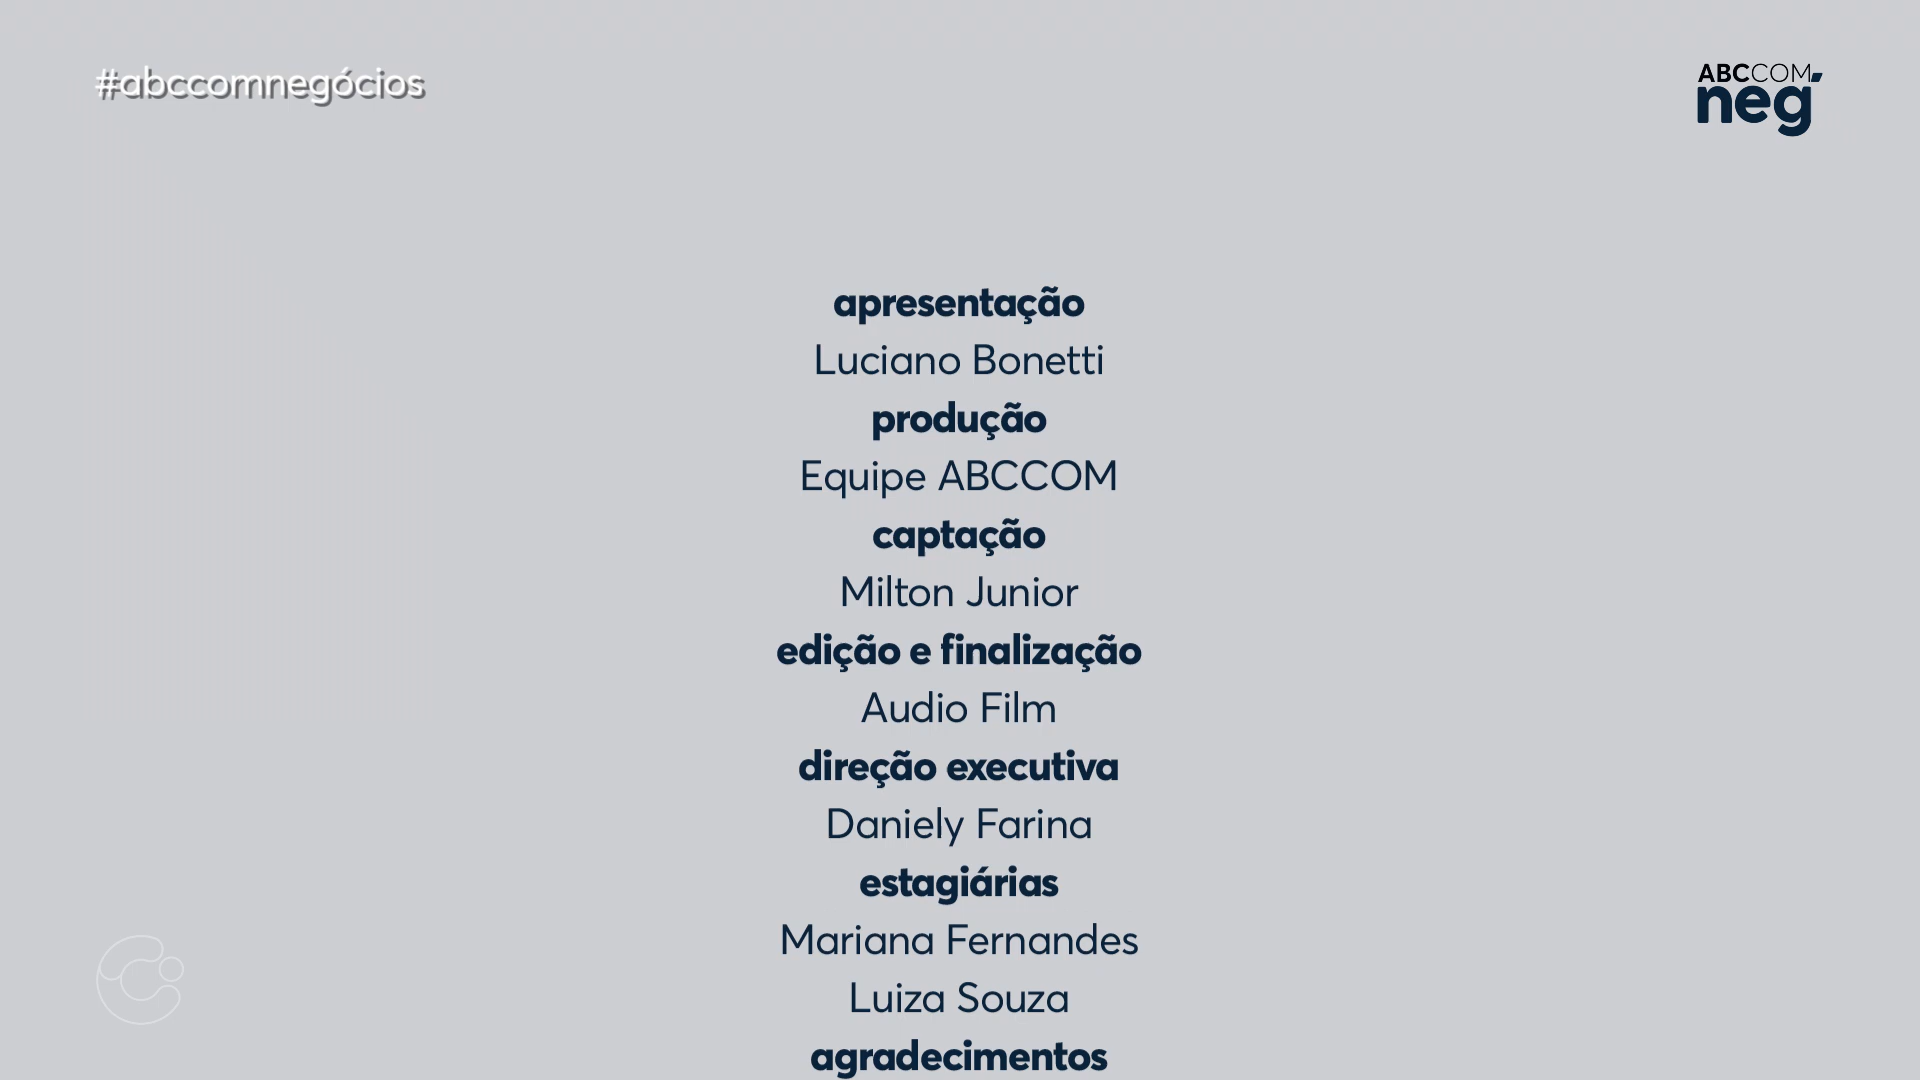 #abccomnegócios
ABCCOM
neg
apresentação
Luciano Bonetti
produção
Equipe ABCCOM
captação
Milton Junior
edição e finalização
Audio Film
direção executiva
Daniely Farina
estagiárias
Mariana Fernandes
Luiza Souza
agradecimentos